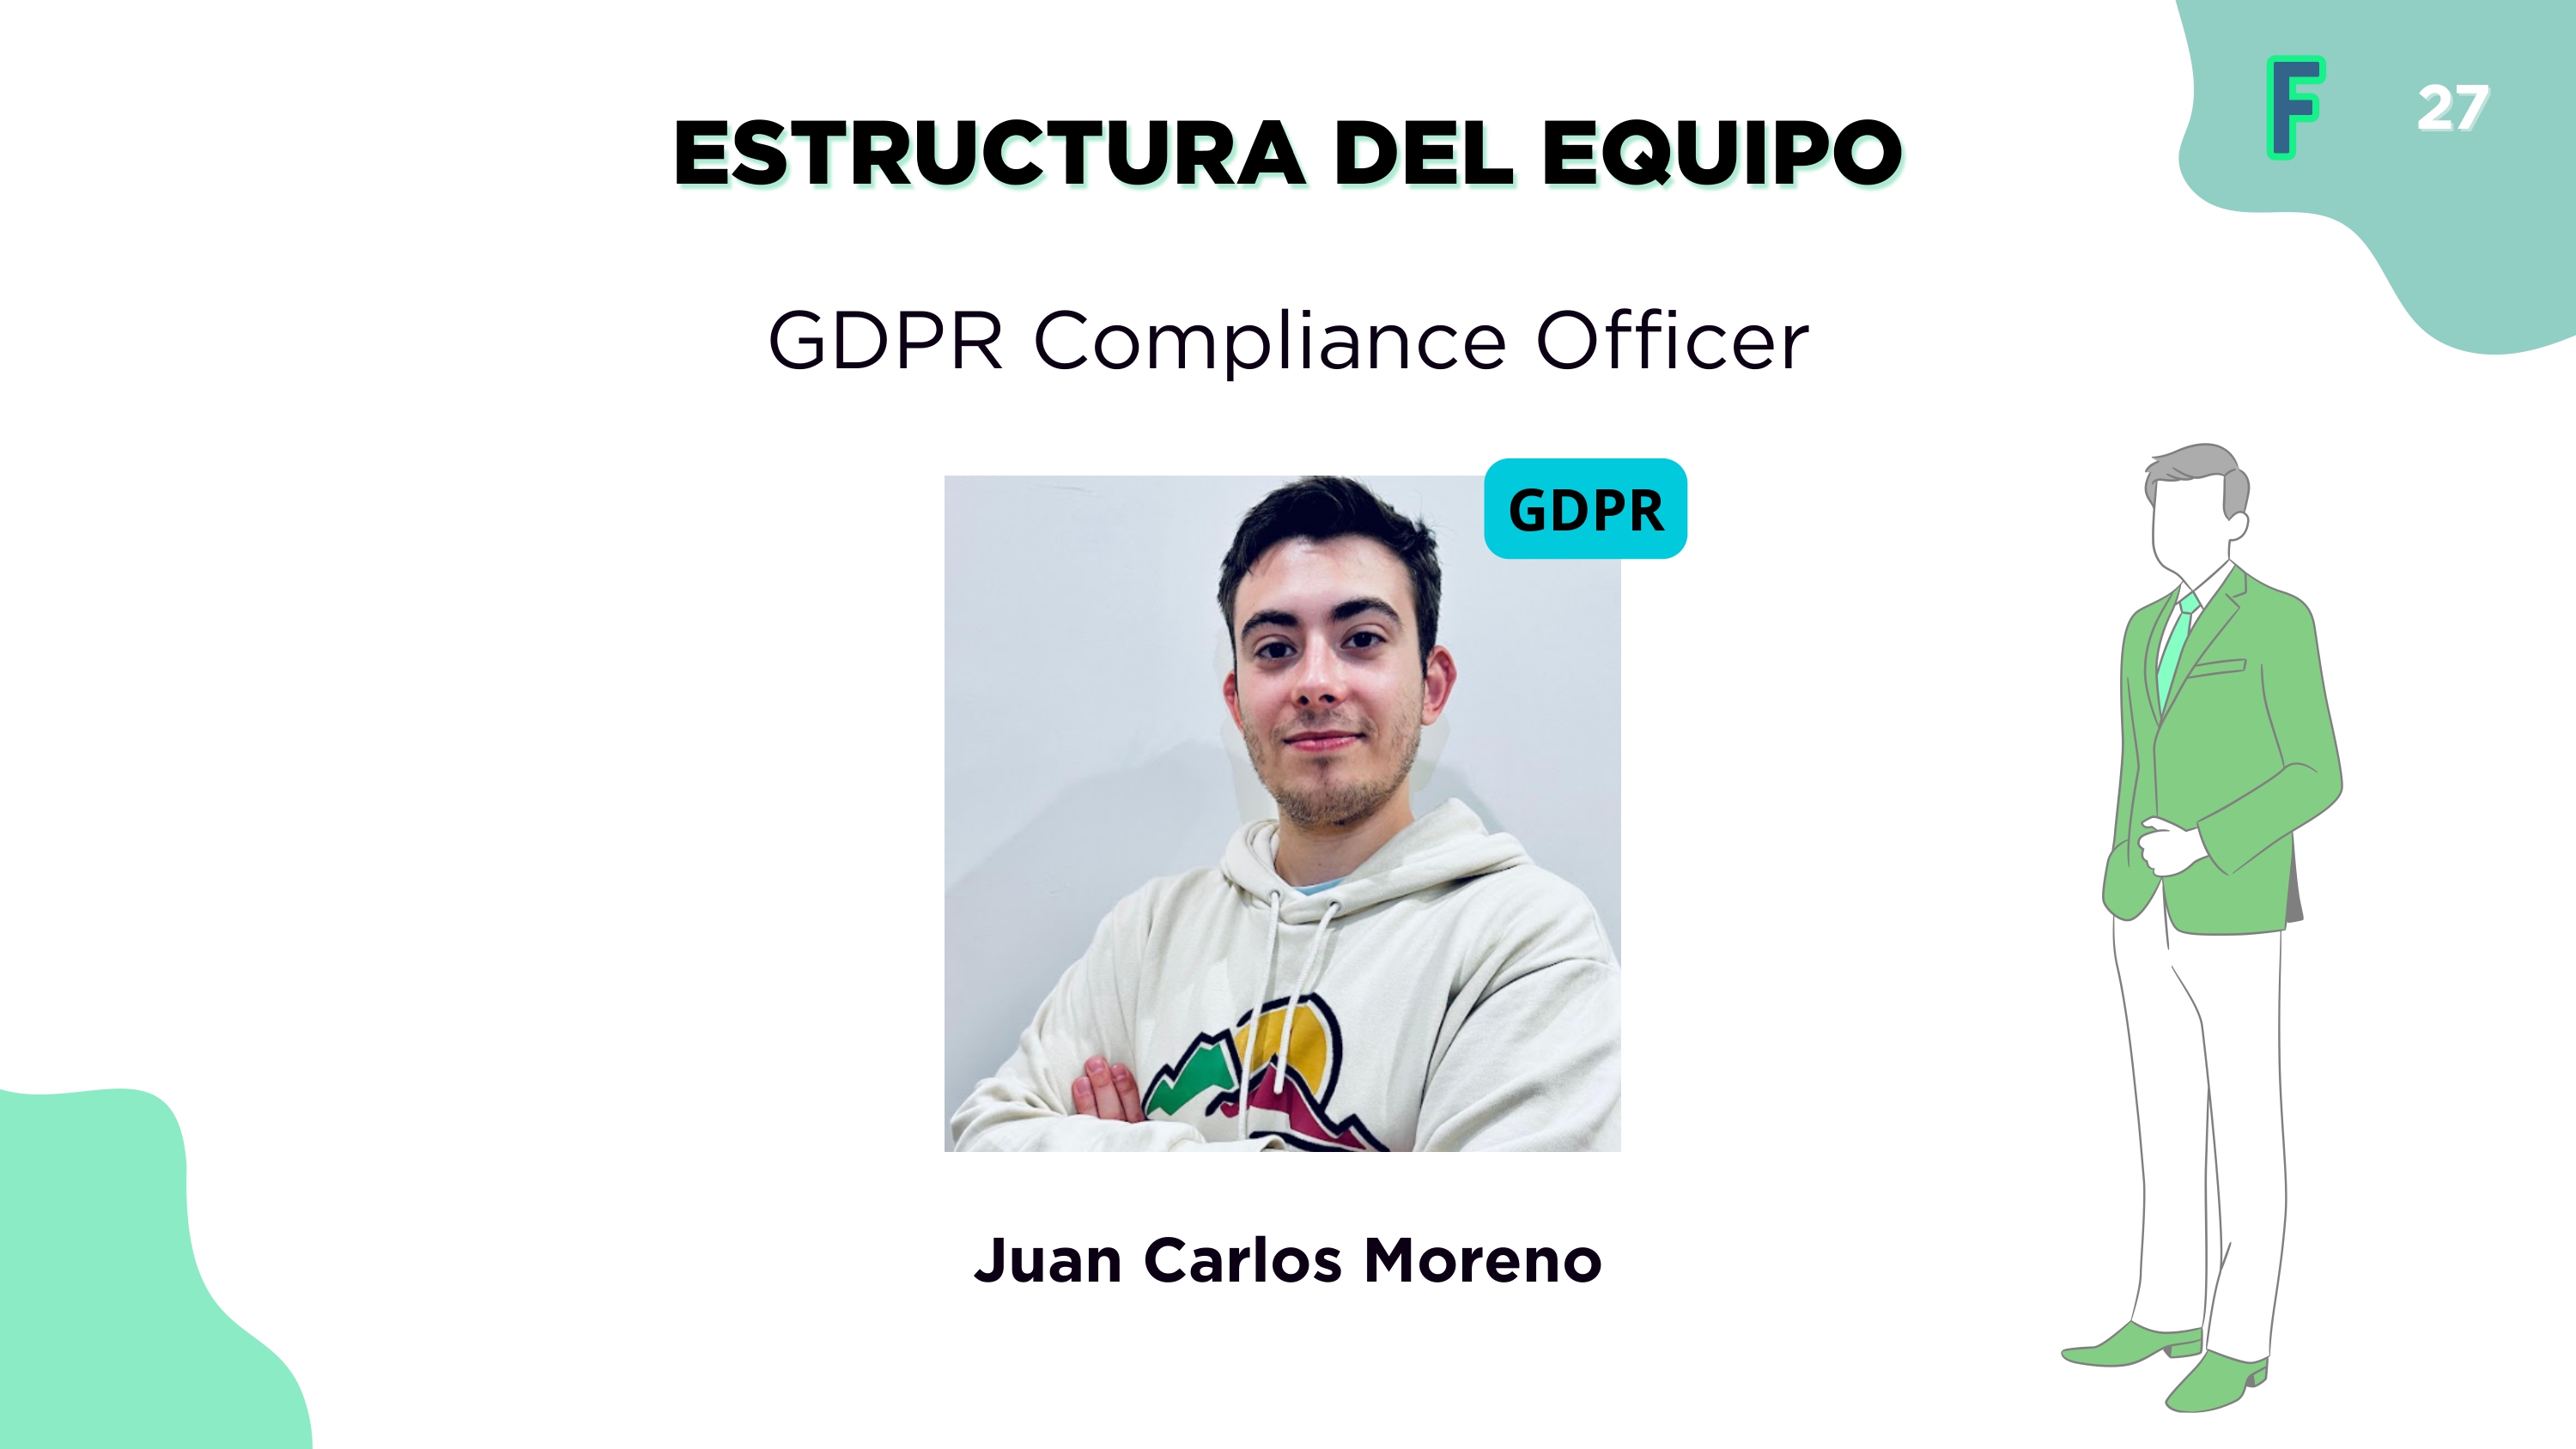 F
27
ESTRUCTURA DEL EQUIPO
GDPR Compliance Officer
GDPR
Juan Carlos Moreno